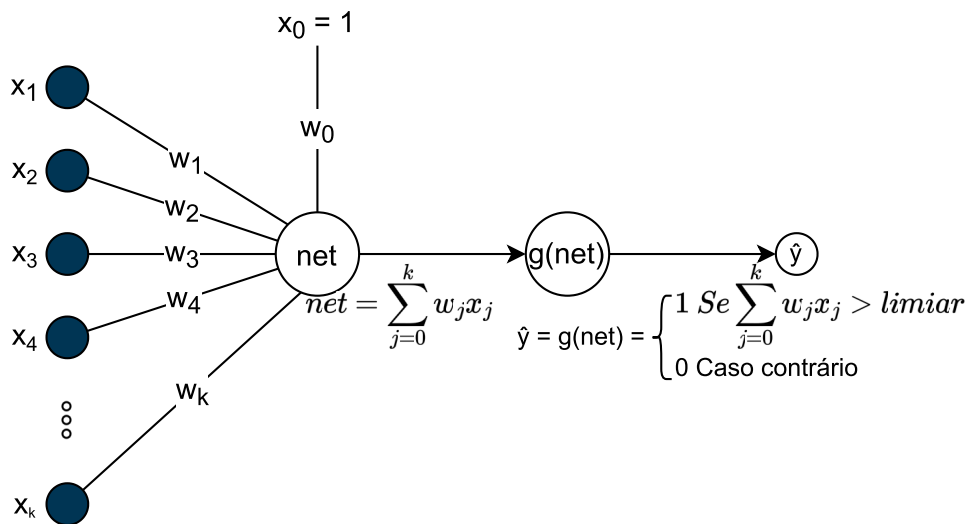 x₀ = 1
x₁
w₀
w₁
x₂
w₂
x₃
w₃
net
g(net)
ŷ
w₄
x₄
net = ∑_{j=0}^{k} w_j x_j
ŷ = g(net) = { 1 Se ∑_{j=0}^{k} w_j x_j > limiar
0 Caso contrário
wₖ
xₖ